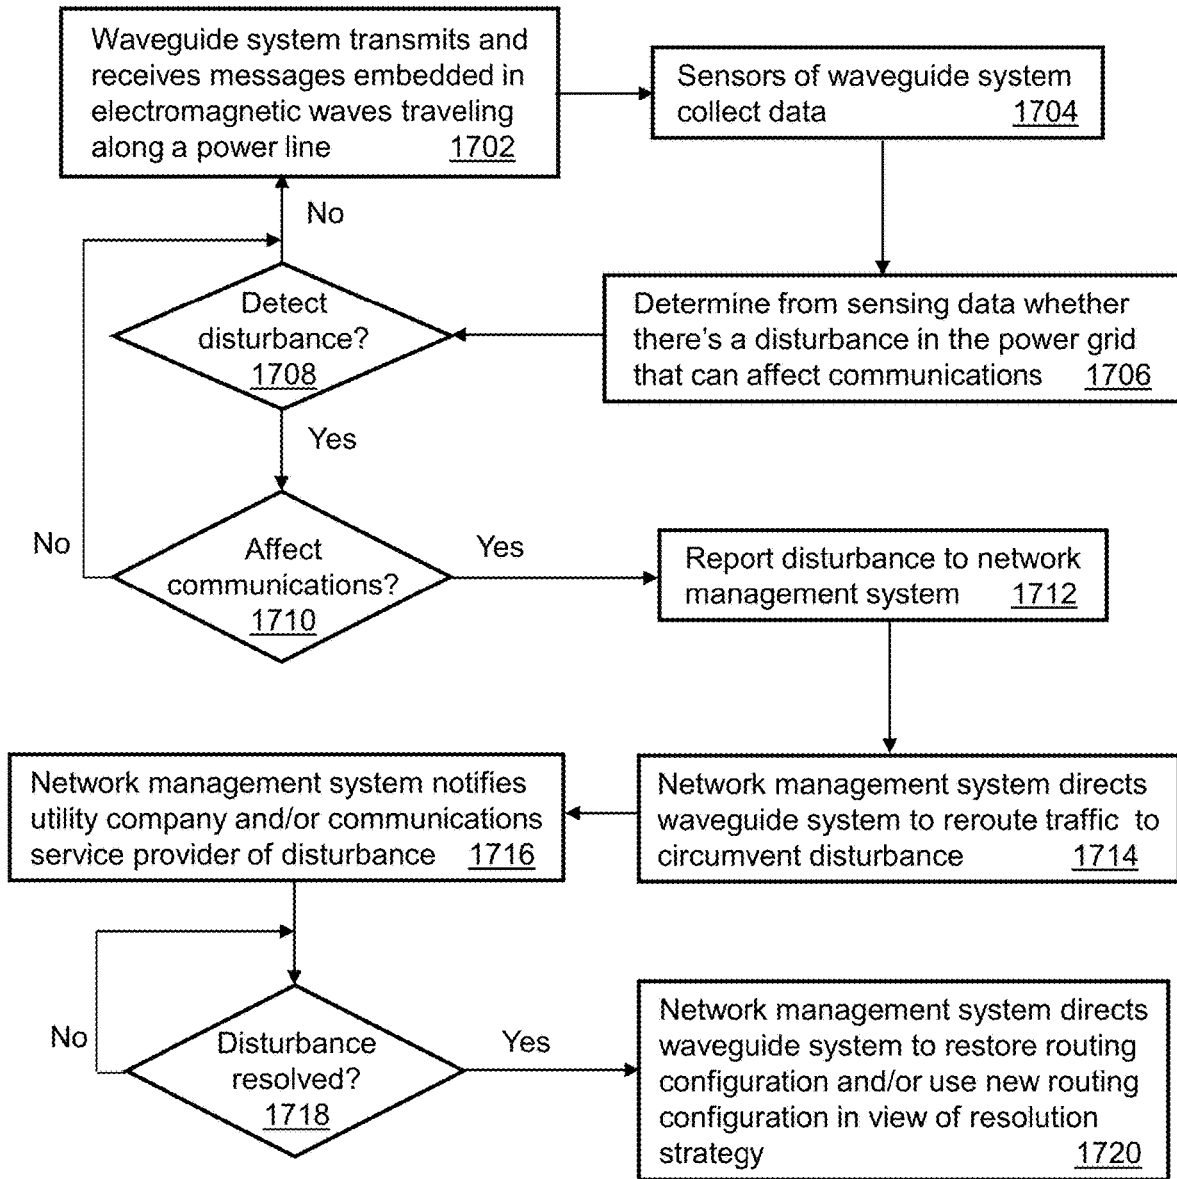 Waveguide system transmits and
receives messages embedded in
electromagnetic waves traveling
along a power line 1702
Sensors of waveguide system
collect data 1704
No
Detect
disturbance?
1708
Determine from sensing data whether
there's a disturbance in the power grid
that can affect communications 1706
Yes
No
Affect
communications?
1710
Yes
Report disturbance to network
management system 1712
Network management system notifies
utility company and/or communications
service provider of disturbance 1716
Network management system directs
waveguide system to reroute traffic to
circumvent disturbance 1714
No
Disturbance
resolved?
1718
Yes
Network management system directs
waveguide system to restore routing
configuration and/or use new routing
configuration in view of resolution
strategy 1720